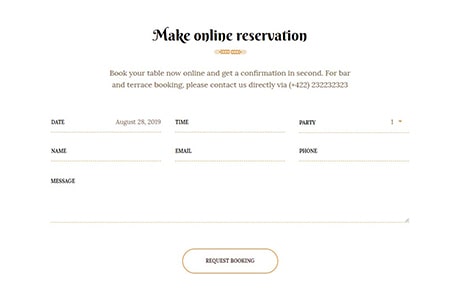 Make online reservation
Book your table now online and get a confirmation in second. For bar
and terrace booking, please contact us directly via (+422) 232232323
DATE August 28, 2019 TIME PARTY 1
NAME EMAIL PHONE
MESSAGE
REQUEST BOOKING